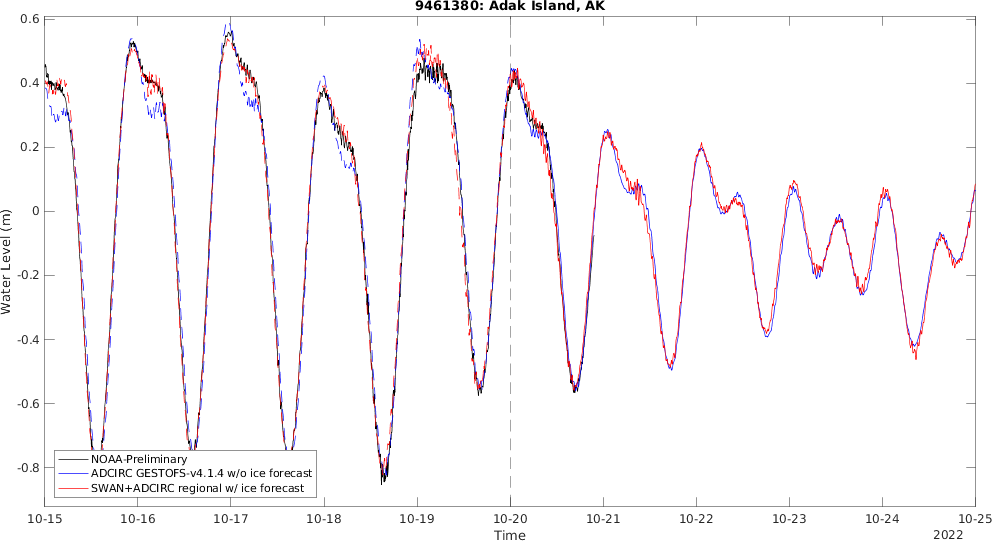 9461380: Adak Island, AK
0.6
0.4
0.2
0
-0.2
-0.4
-0.6
-0.8
Water Level (m)
NOAA-Preliminary
ADCIRC GESTOFS-v4.1.4 w/o ice forecast
SWAN+ADCIRC regional w/ ice forecast
10-15 10-16 10-17 10-18 10-19 10-20 10-21 10-22 10-23 10-24 10-25
Time
2022